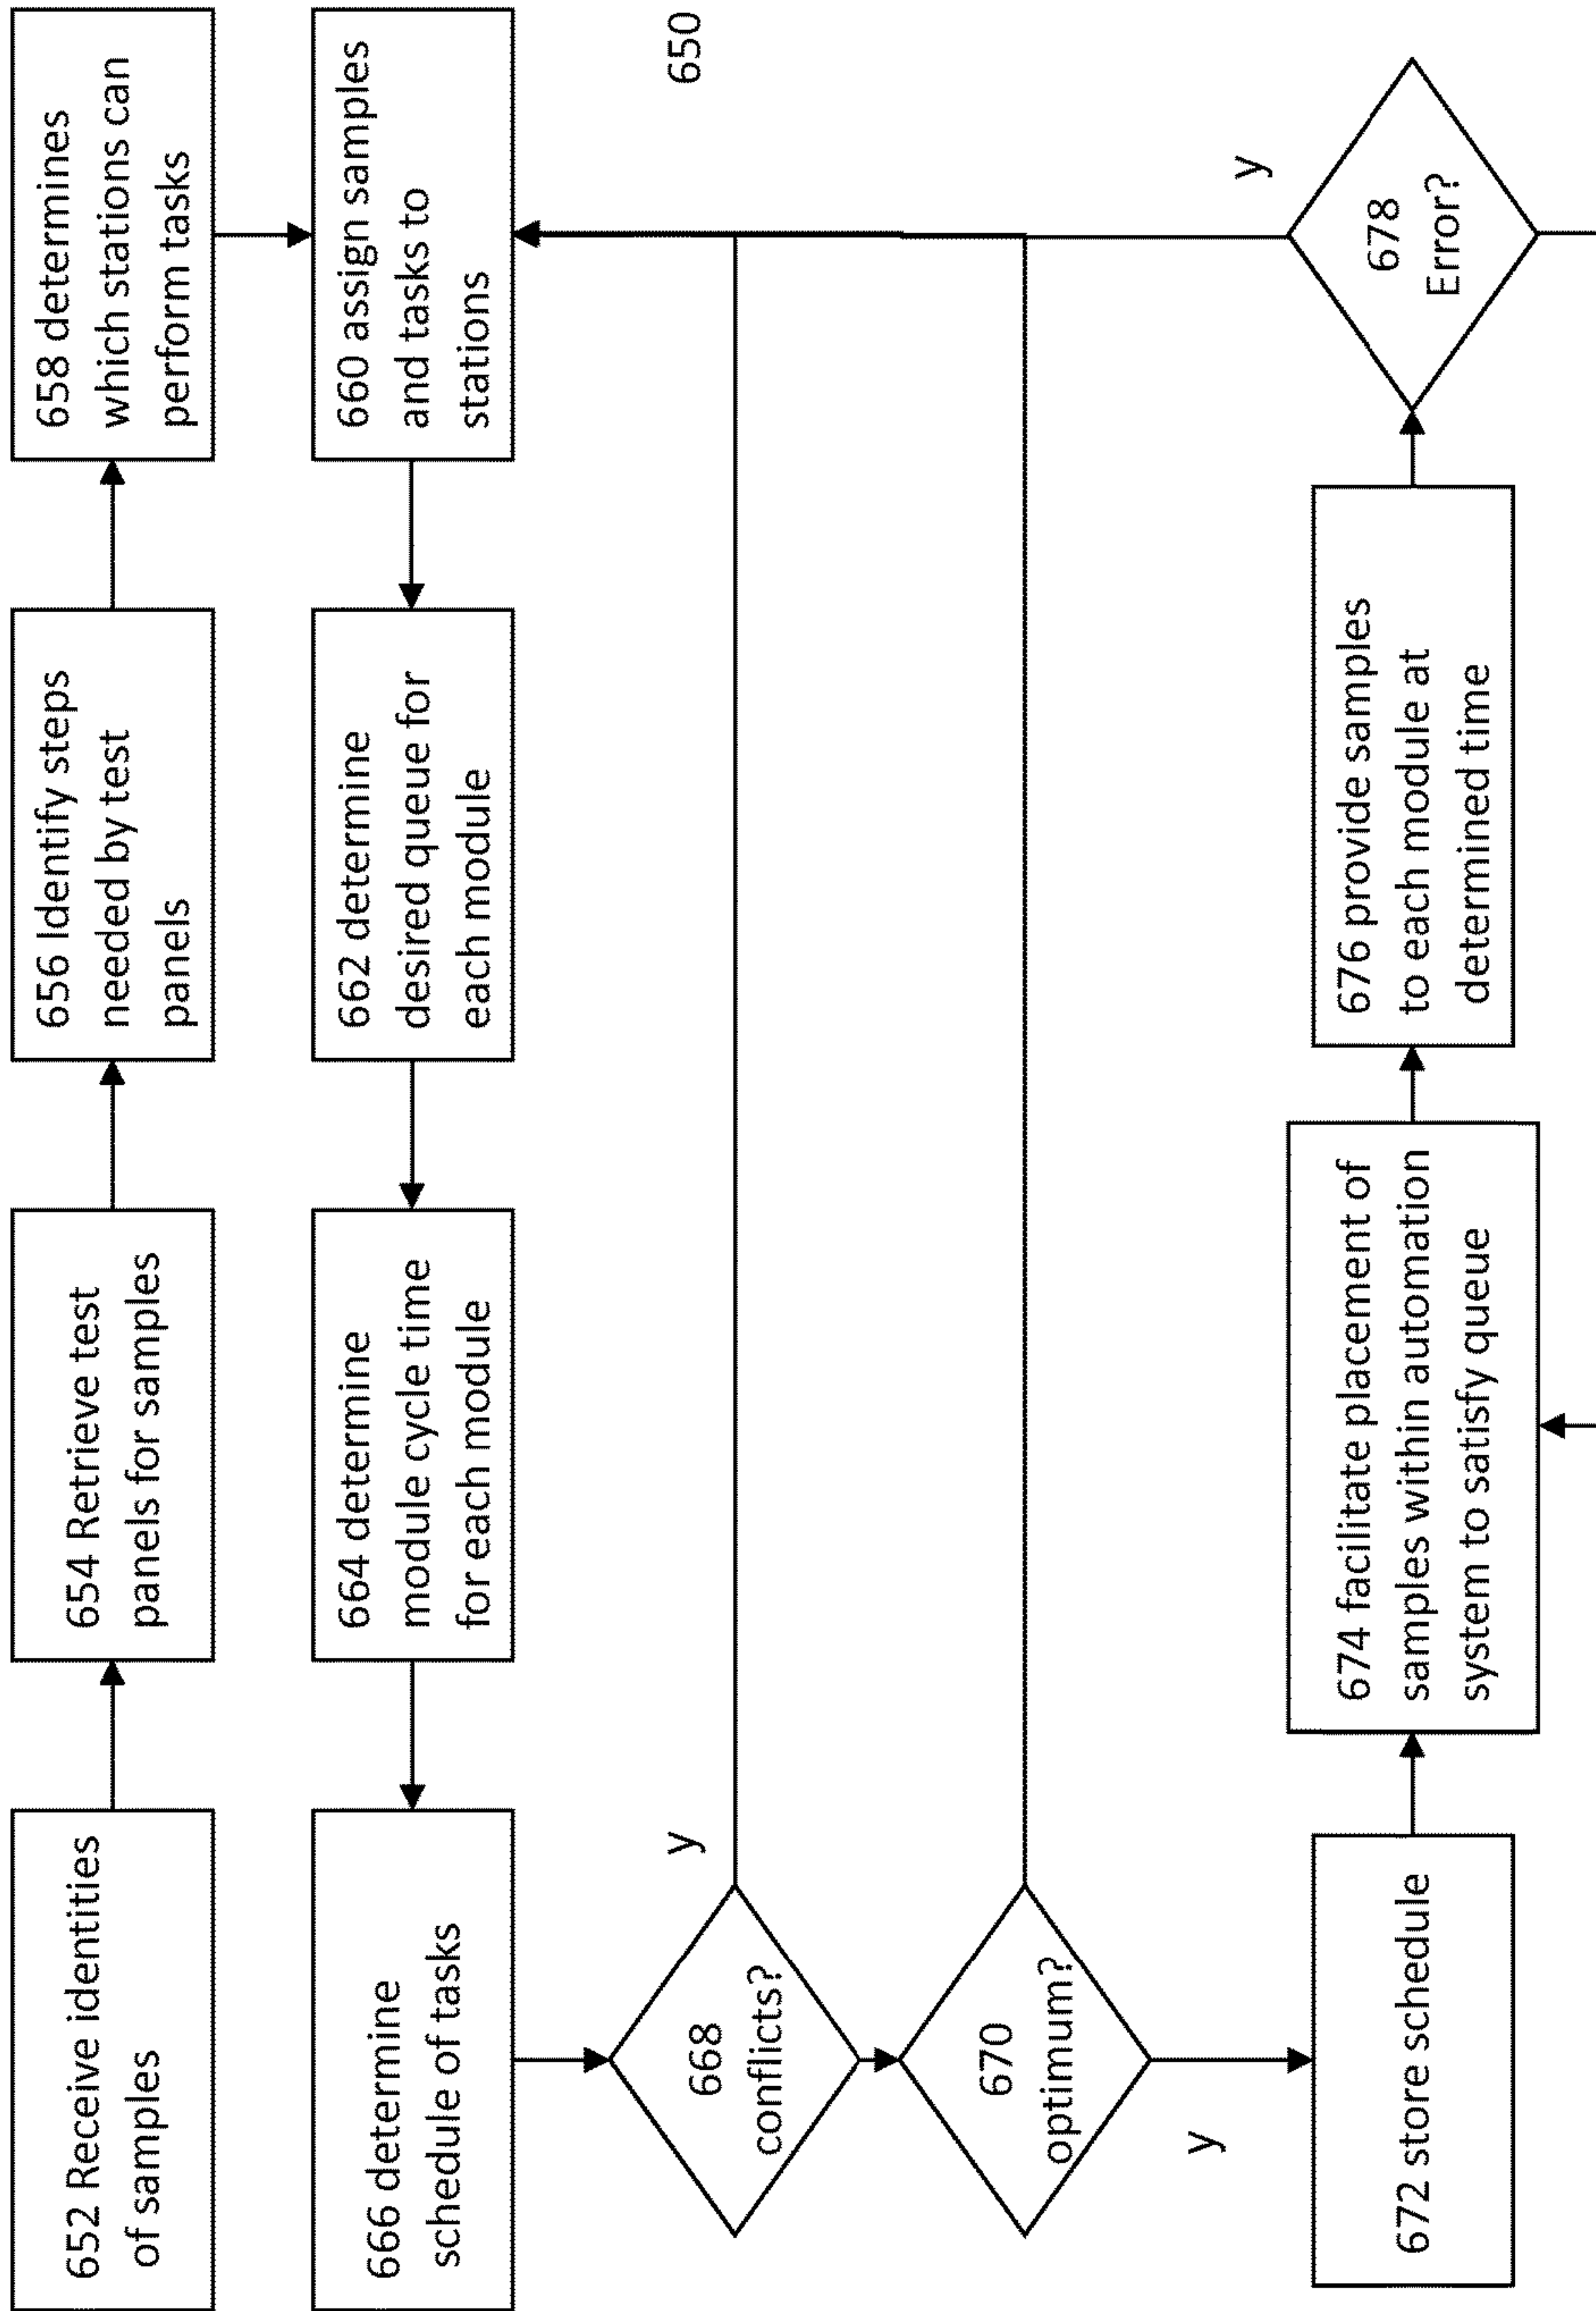 652 Receive identities
of samples
654 Retrieve test
panels for samples
656 Identify steps
needed by test
panels
658 determines
which stations can
perform tasks
666 determine
schedule of tasks
664 determine
module cycle time
for each module
662 determine
desired queue for
each module
660 assign samples
and tasks to
stations
y
650
668
conflicts?
670
optimum?
y
y
672 store schedule
674 facilitate placement of
samples within automation
system to satisfy queue
676 provide samples
to each module at
determined time
678
Error?